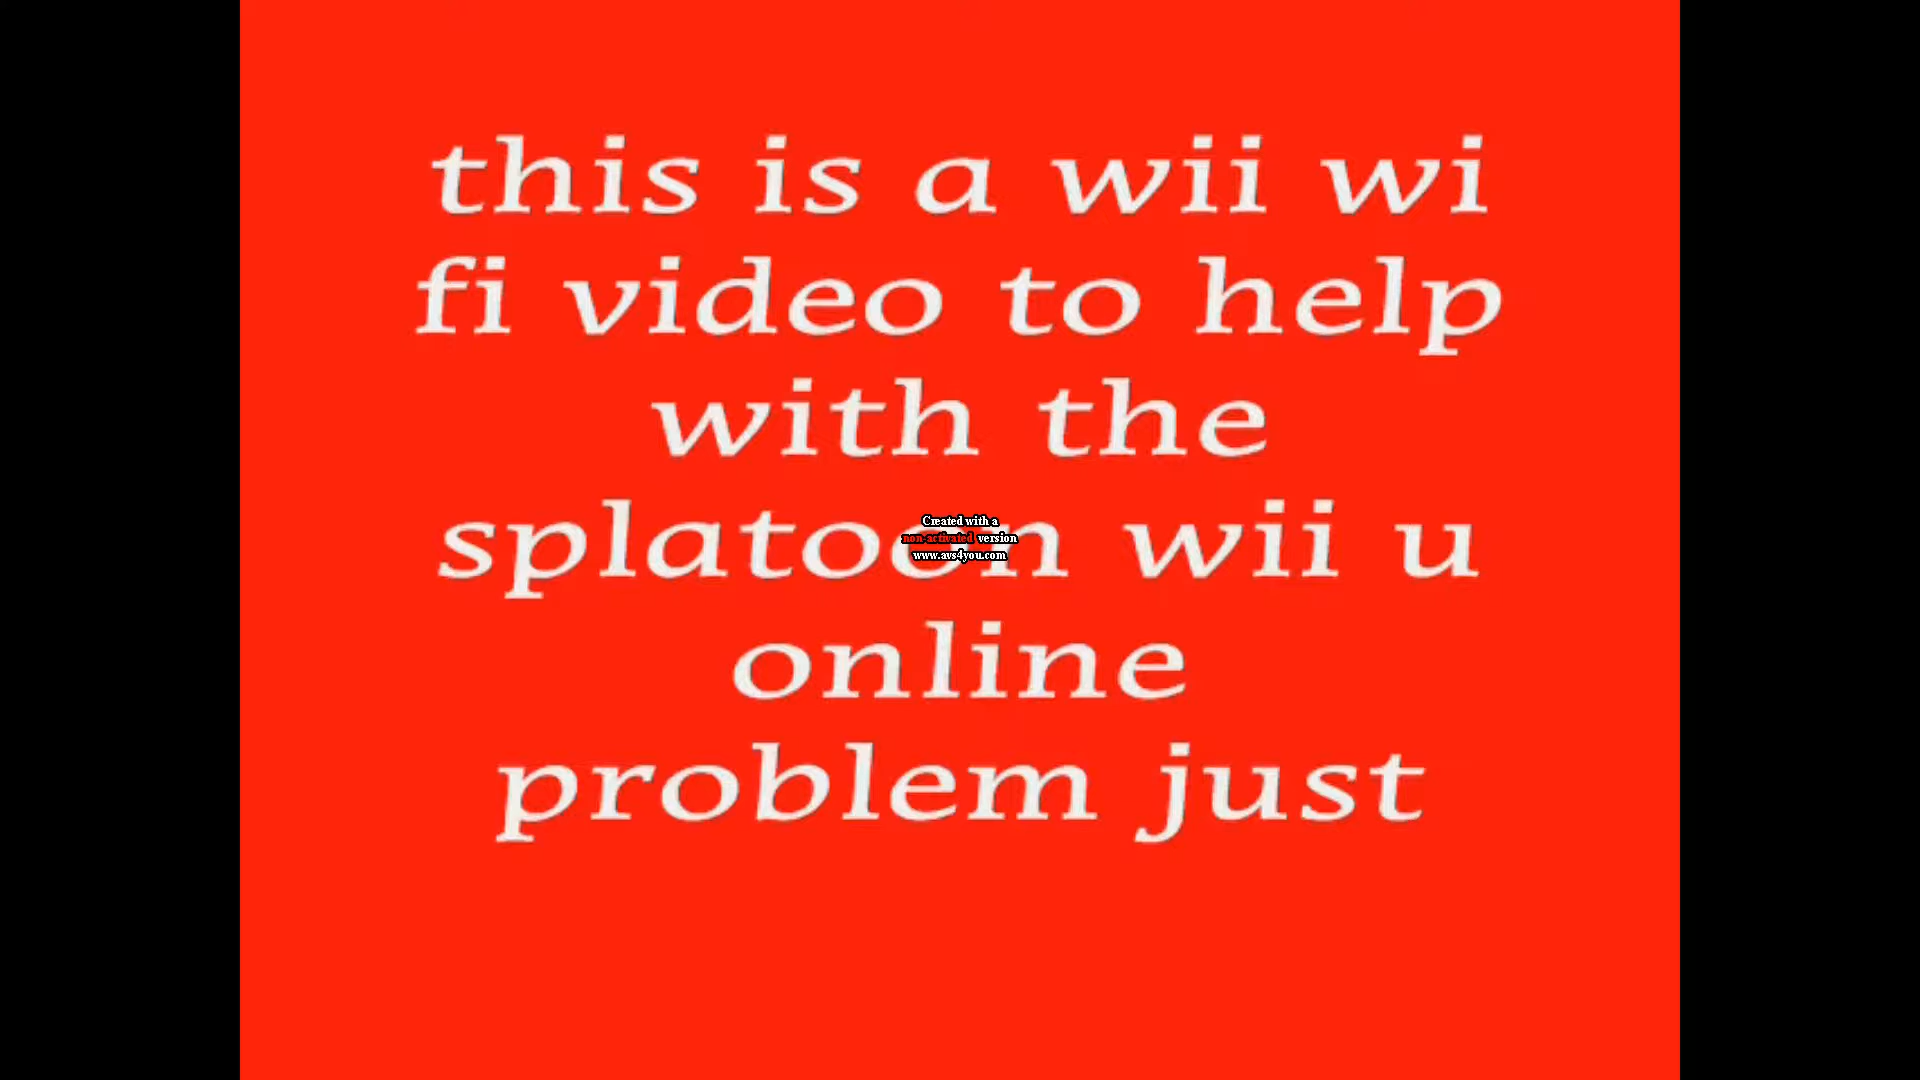 this is a wii wi
fi video to help
with the
splatoon wii u
online
problem just
Created with a
non-activated version
www.avs4you.com